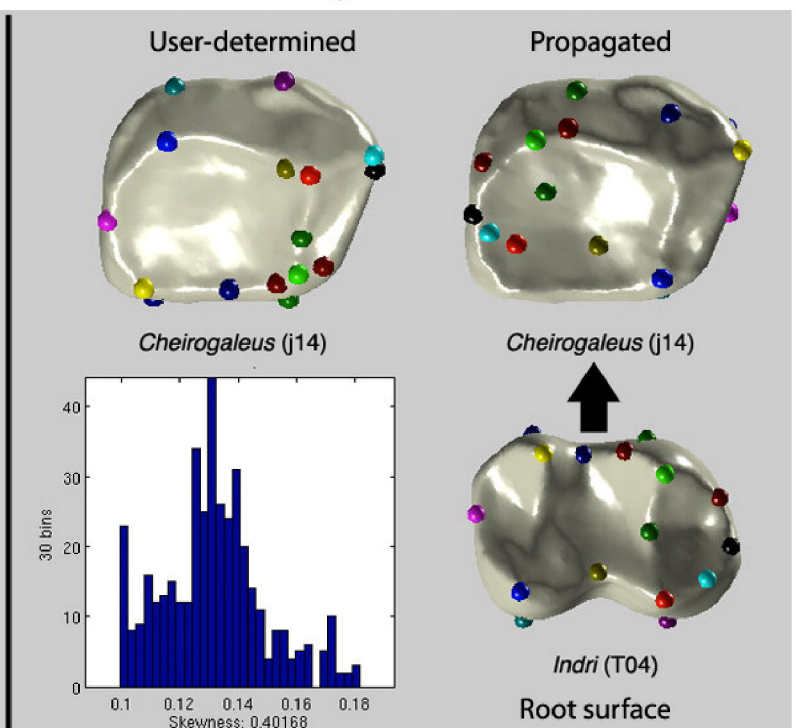 User-determined
Propagated
Cheirogaleus (j14)
Cheirogaleus (j14)
40
30
20
10
0
30 bins
0.1 0.12 0.14 0.16 0.18
Skewness: 0.40168
Indri (T04)
Root surface